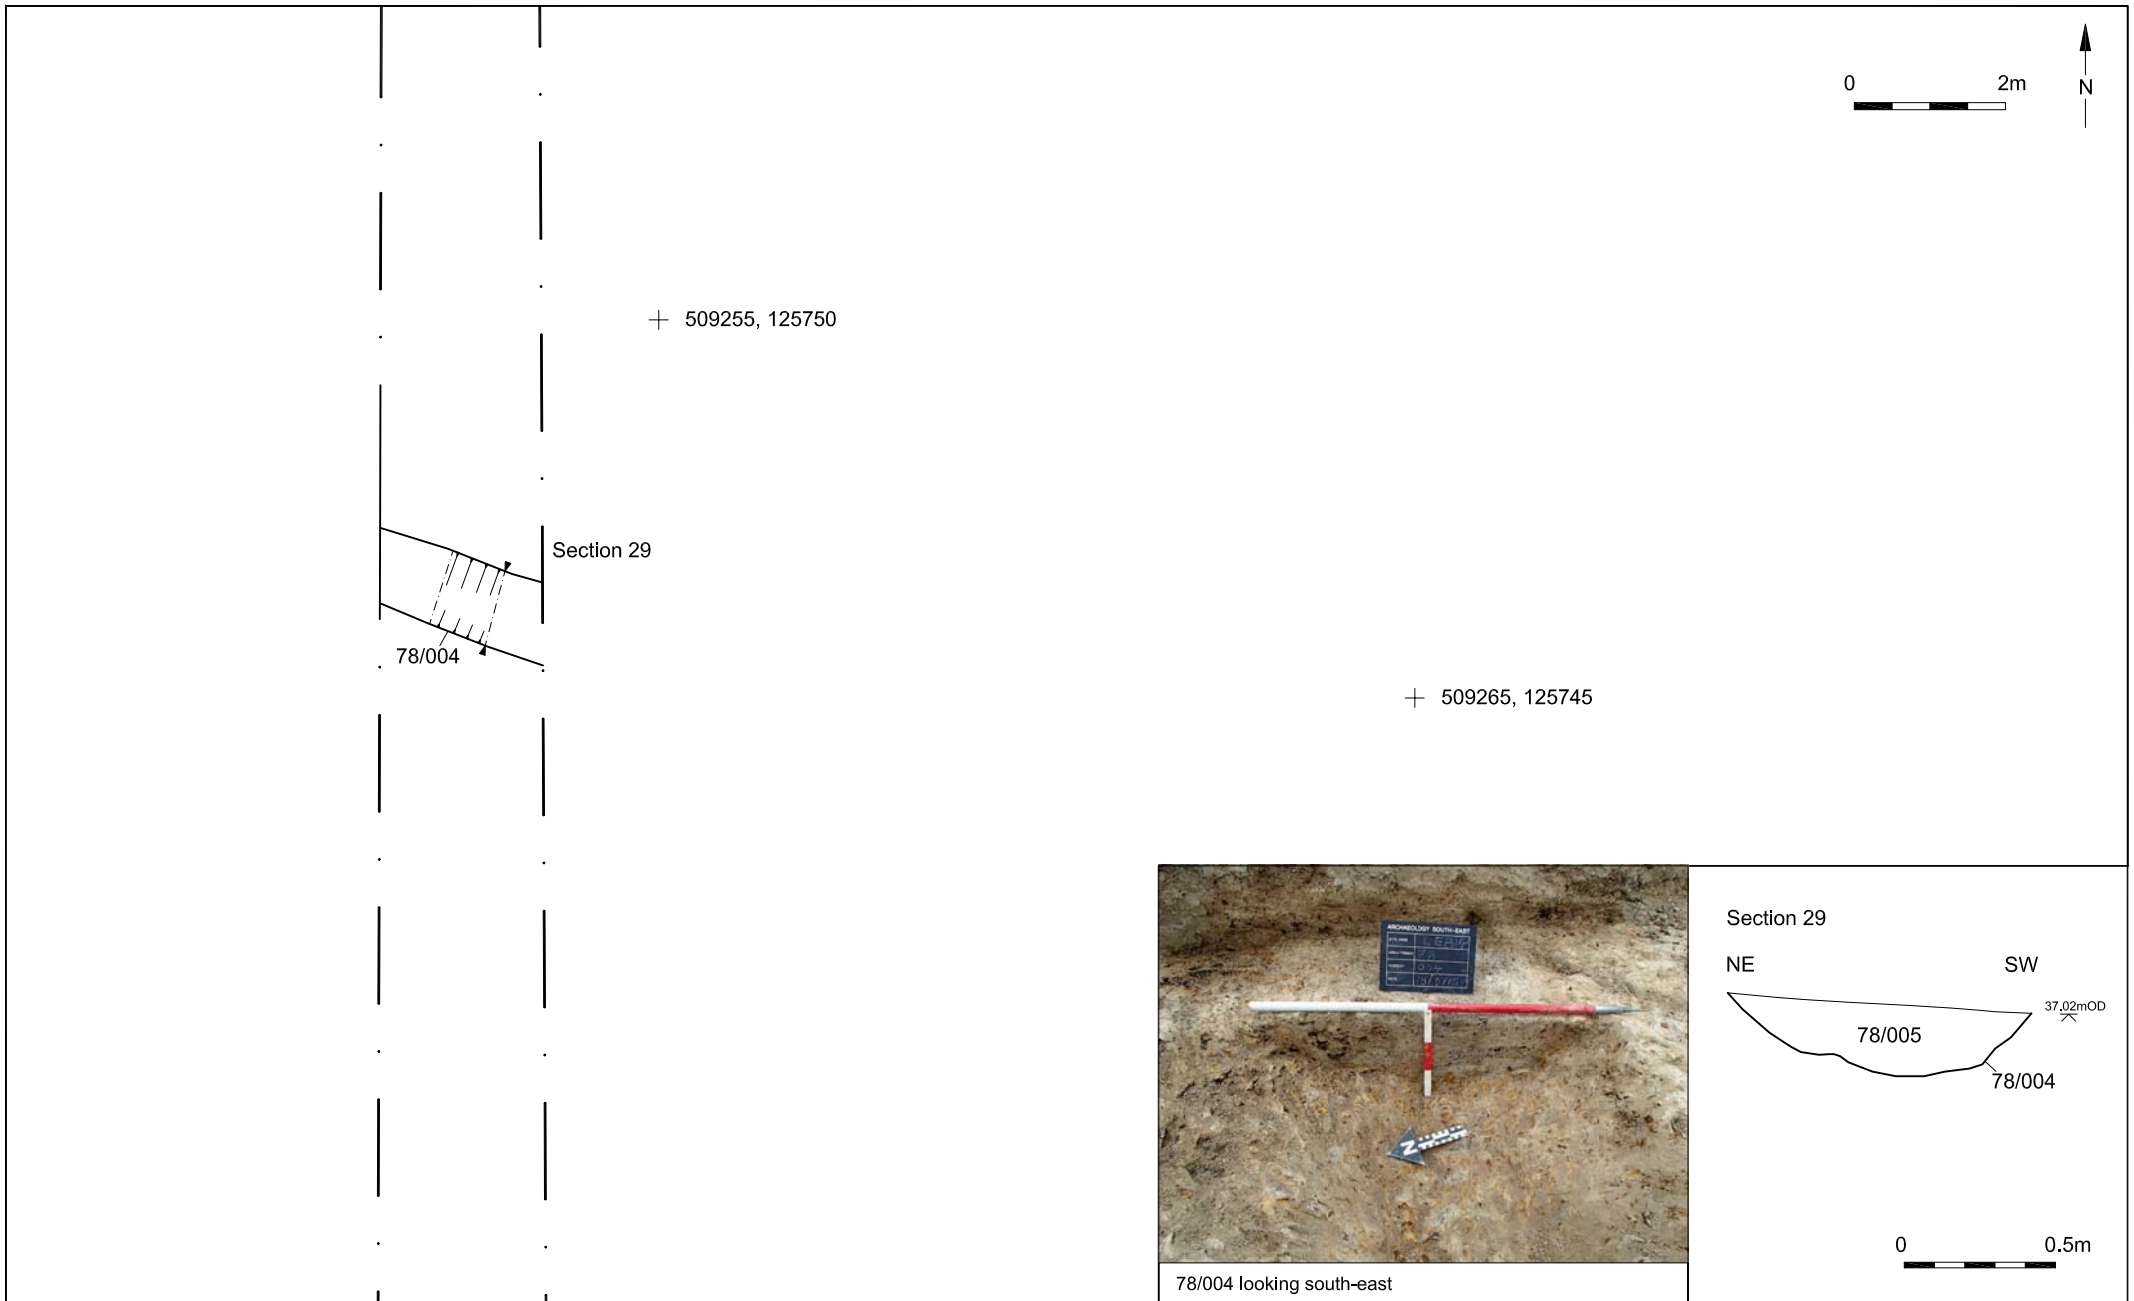 0 2m
N
509255, 125750
Section 29
78/004
509265, 125745
ARCHAEOLOGY SOUTH-EAST
N
Section 29
NE SW
37.02mOD
78/005
78/004
0 0.5m
78/004 looking south-east